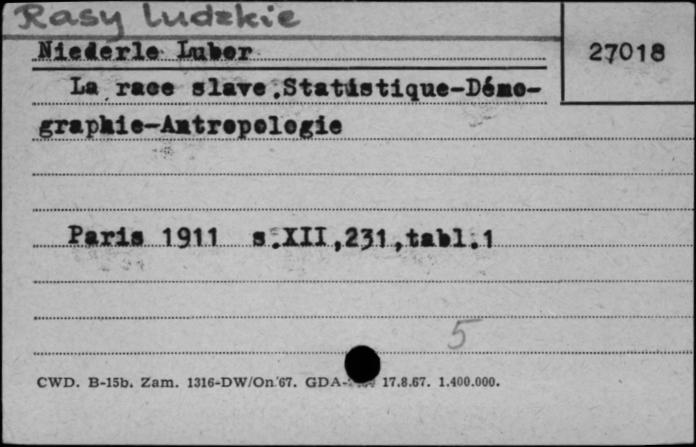 Rasy ludzkie
Niederle Lubor
27018
La race slave.Statistique-Démo-
graphie-Antropologie
Paris 1911 s.XII,231,tabl.1
5
CWD. B-15b. Zam. 1316-DW/On.'67. GDA- 17.8.67. 1.400.000.